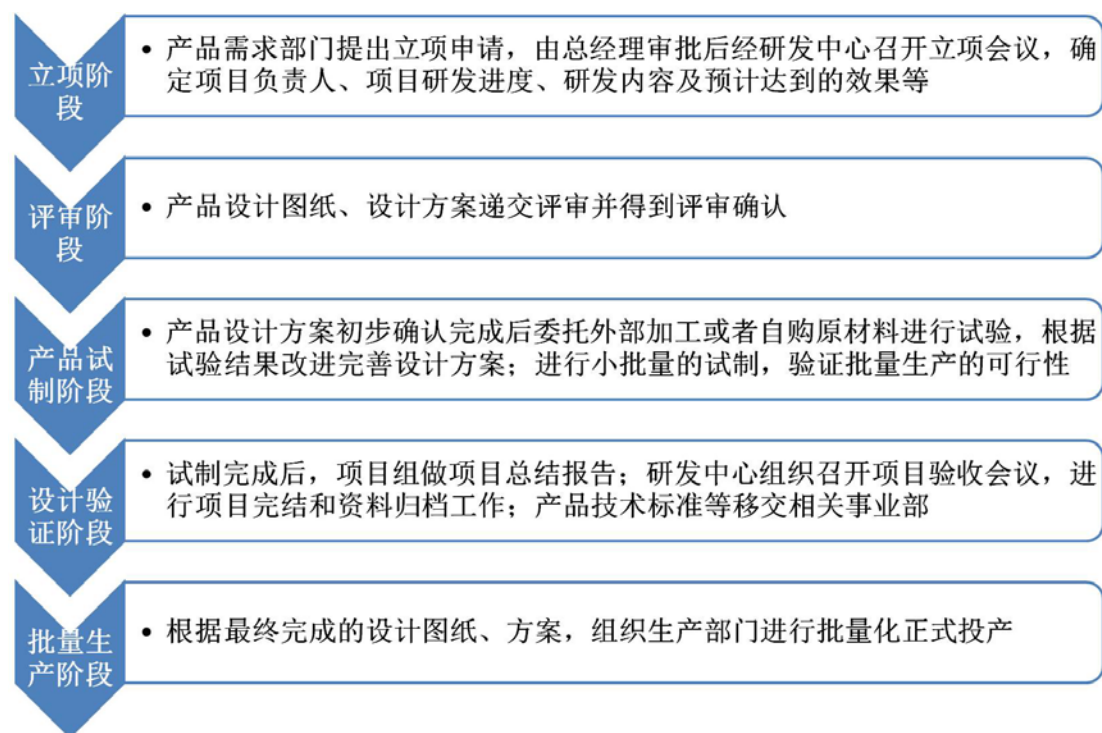 立项阶
段
• 产品需求部门提出立项申请，由总经理审批后经研发中心召开立项会议，确
定项目负责人、项目研发进度、研发内容及预计达到的效果等
评审阶
段
• 产品设计图纸、设计方案递交评审并得到评审确认
产品试
制阶段
• 产品设计方案初步确认完成后委托外部加工或者自购原材料进行试验，根据
试验结果改进完善设计方案；进行小批量的试制，验证批量生产的可行性
设计验
证阶段
• 试制完成后，项目组做项目总结报告；研发中心组织召开项目验收会议，进
行项目完结和资料归档工作；产品技术标准等移交相关事业部
批量生
产阶段
• 根据最终完成的设计图纸、方案，组织生产部门进行批量化正式投产